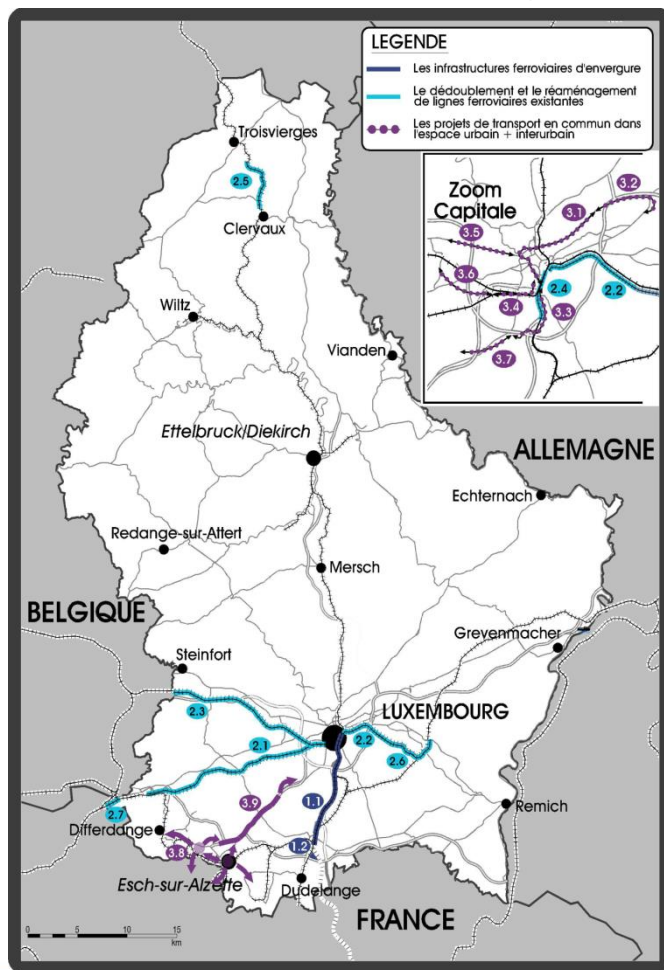 LEGENDE
Les infrastructures ferroviaires d'envergure
Le dédoublement et le réaménagement
de lignes ferroviaires existantes
Les projets de transport en commun dans
l'espace urbain + interurbain
Troisvierges
2.5
Clervaux
Zoom
Capitale
3.2
3.1
3.5
3.6
2.4
2.2
3.4
3.3
3.7
Wiltz
Vianden
Ettelbruck/Diekirch
ALLEMAGNE
Echternach
Redange-sur-Attert
Mersch
BELGIQUE
Grevenmacher
Steinfort
2.3
LUXEMBOURG
2.1
2.2
2.6
3.9
1.1
2.7
Remich
Differdange
3.8
1.2
Esch-sur-Alzette
Dudelange
FRANCE
0 5 10 15
km